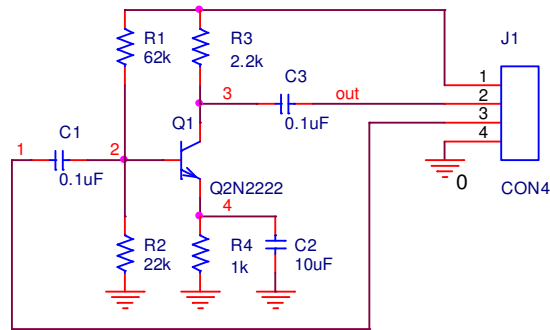 R1
62k
R3
2.2k
J1
C3
3
out
0.1uF
1
2
3
4
1
C1
2
0.1uF
Q1
Q2N2222
0
CON4
4
R2
22k
R4
1k
C2
10uF